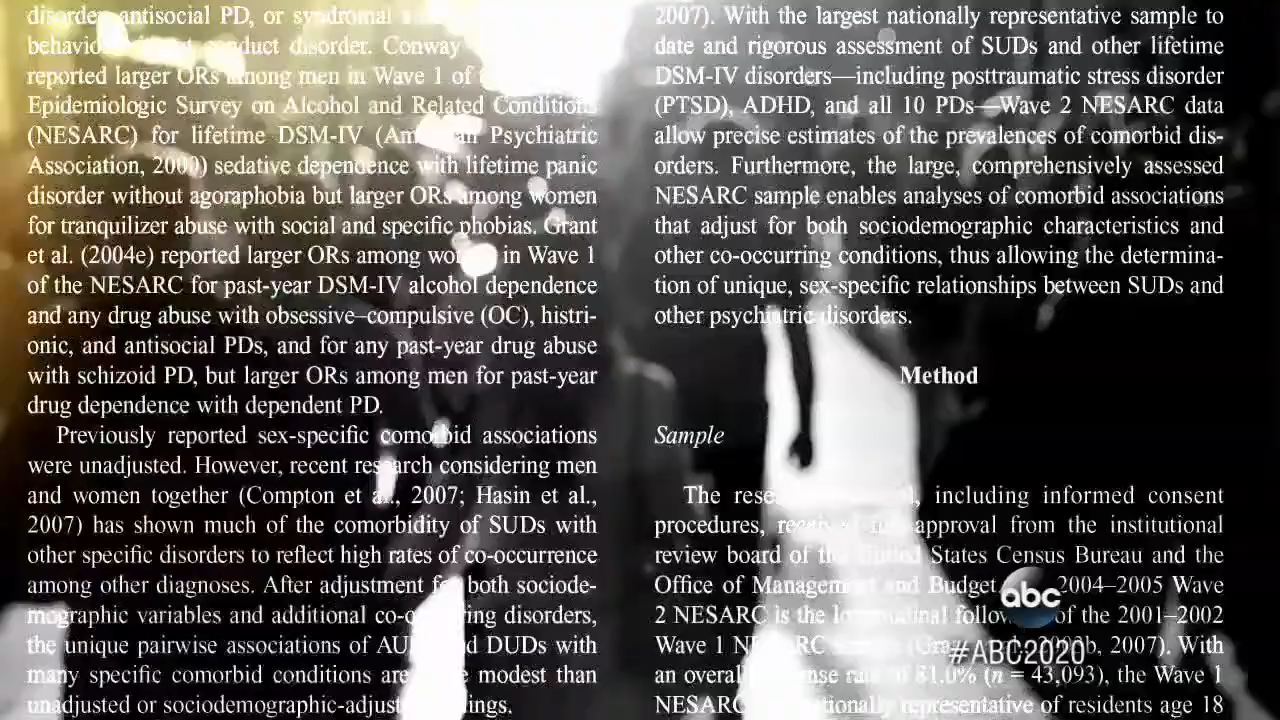 disorder, antisocial PD, or syndromal
behavior without conduct disorder. Conway
reported larger ORs among men in Wave 1 of
Epidemiologic Survey on Alcohol and Related Conditions
(NESARC) for lifetime DSM-IV (American Psychiatric
Association, 2000) sedative dependence with lifetime panic
disorder without agoraphobia but larger ORs among women
for tranquilizer abuse with social and specific phobias. Grant
et al. (2004e) reported larger ORs among women in Wave 1
of the NESARC for past-year DSM-IV alcohol dependence
and any drug abuse with obsessive–compulsive (OC), histri-
onic, and antisocial PDs, and for any past-year drug abuse
with schizoid PD, but larger ORs among men for past-year
drug dependence with dependent PD.
Previously reported sex-specific comorbid associations
were unadjusted. However, recent research considering men
and women together (Compton et al., 2007; Hasin et al.,
2007) has shown much of the comorbidity of SUDs with
other specific disorders to reflect high rates of co-occurrence
among other diagnoses. After adjustment for both sociode-
mographic variables and additional co-occurring disorders,
the unique pairwise associations of AUDs and DUDs with
many specific comorbid conditions are more modest than
unadjusted or sociodemographic-adjusted findings.
2007). With the largest nationally representative sample to
date and rigorous assessment of SUDs and other lifetime
DSM-IV disorders—including posttraumatic stress disorder
(PTSD), ADHD, and all 10 PDs—Wave 2 NESARC data
allow precise estimates of the prevalences of comorbid dis-
orders. Furthermore, the large, comprehensively assessed
NESARC sample enables analyses of comorbid associations
that adjust for both sociodemographic characteristics and
other co-occurring conditions, thus allowing the determina-
tion of unique, sex-specific relationships between SUDs and
other psychiatric disorders.
Method
Sample
The research, including informed consent
procedures, received full approval from the institutional
review board of the United States Census Bureau and the
Office of Management and Budget. 2004–2005 Wave
2 NESARC is the longitudinal follow of the 2001–2002
Wave 1 NESARC 2007). With
an overall response rate of 81.0% (n = 43,093), the Wave 1
NESARC nationally representative of residents age 18
abc
#ABC2020